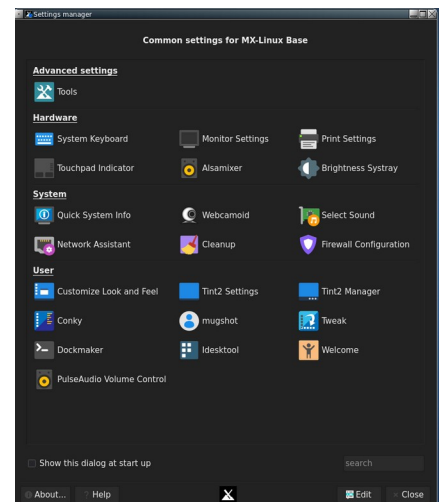 Settings manager
Common settings for MX-Linux Base
Advanced settings
Tools
Hardware
System Keyboard Monitor Settings Print Settings
Touchpad Indicator Alsamixer Brightness Systray
System
Quick System Info Webcamoid Select Sound
Network Assistant Cleanup Firewall Configuration
User
Customize Look and Feel Tint2 Settings Tint2 Manager
Conky mugshot Tweak
Dockmaker Idesktool Welcome
PulseAudio Volume Control
Show this dialog at start up search
About... Help Edit Close